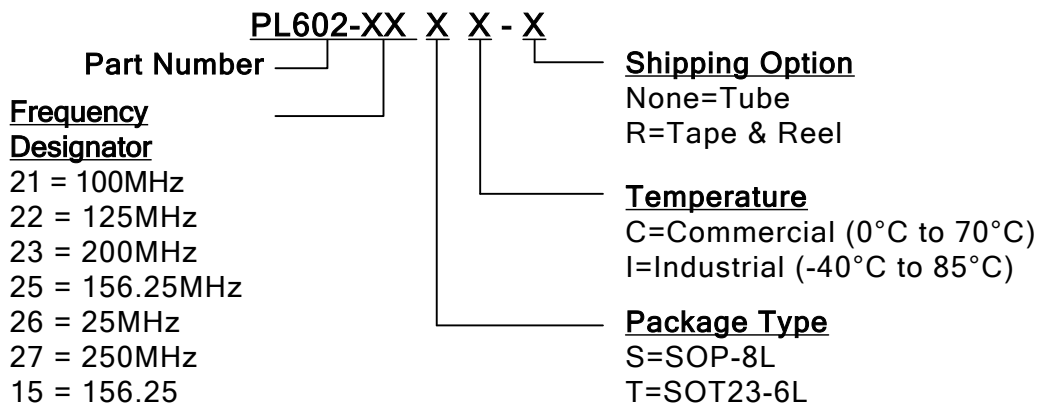 PL602-XX X X - X
Part Number
Frequency
Designator
21 = 100MHz
22 = 125MHz
23 = 200MHz
25 = 156.25MHz
26 = 25MHz
27 = 250MHz
15 = 156.25
Shipping Option
None=Tube
R=Tape & Reel
Temperature
C=Commercial (0°C to 70°C)
I=Industrial (-40°C to 85°C)
Package Type
S=SOP-8L
T=SOT23-6L